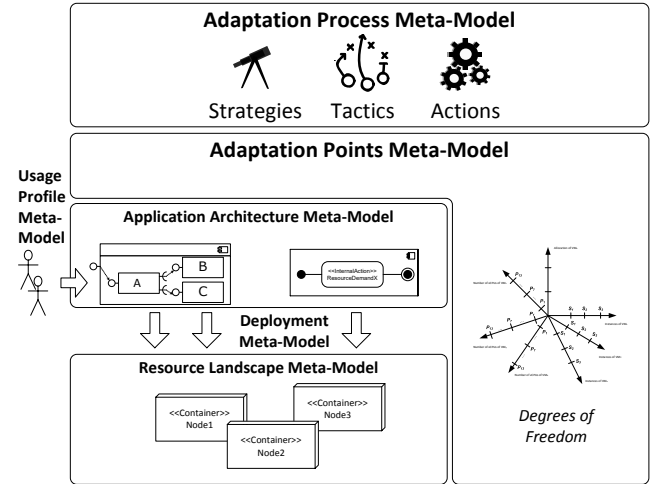 Adaptation Process Meta-Model
Strategies Tactics Actions
Adaptation Points Meta-Model
Usage
Profile
Meta-
Model
Application Architecture Meta-Model
A
B
C
<<InternalAction>>
ResourceDemandX
Deployment
Meta-Model
Resource Landscape Meta-Model
<<Container>>
Node1
<<Container>>
Node2
<<Container>>
Node3
Degrees of
Freedom